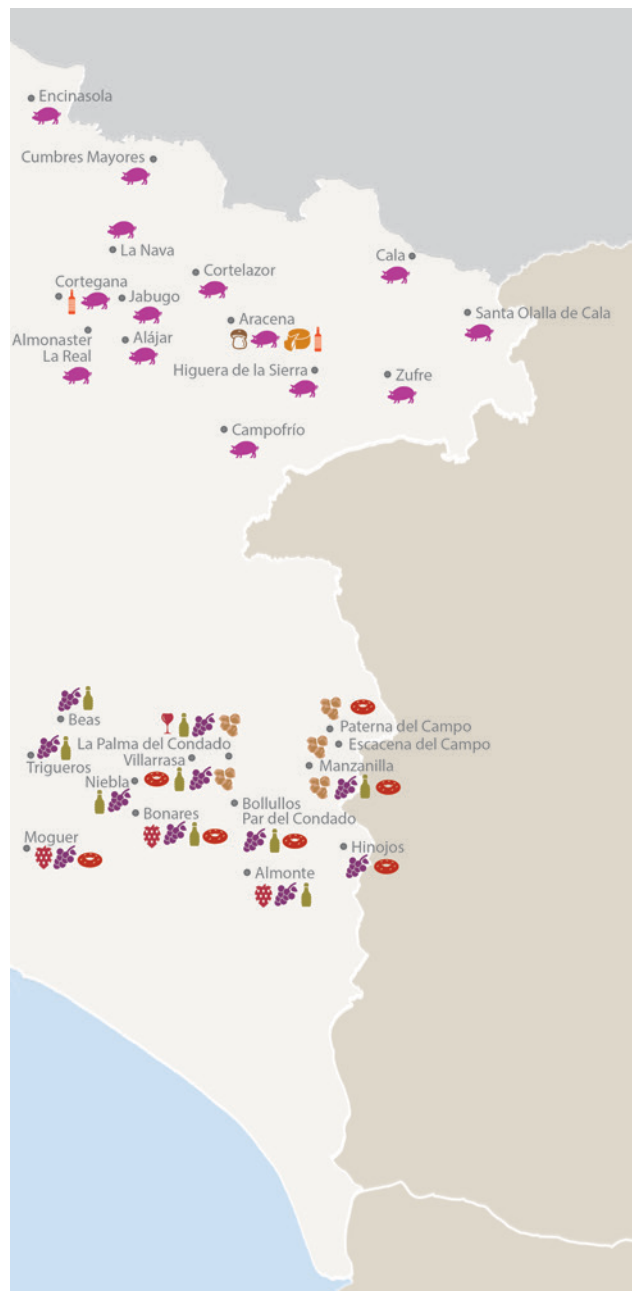 Encinasola
Cumbres Mayores
La Nava
Cortelazor
Cala
Cortegana
Jabugo
Aracena
Santa Olalla de Cala
Almonaster
La Real
Alájar
Higuera de la Sierra
Zufre
Campofrío
Beas
Paterna del Campo
La Palma del Condado
Escacena del Campo
Trigueros
Villarrasa
Manzanilla
Niebla
Bollullos
Par del Condado
Bonares
Moguer
Hinojos
Almonte